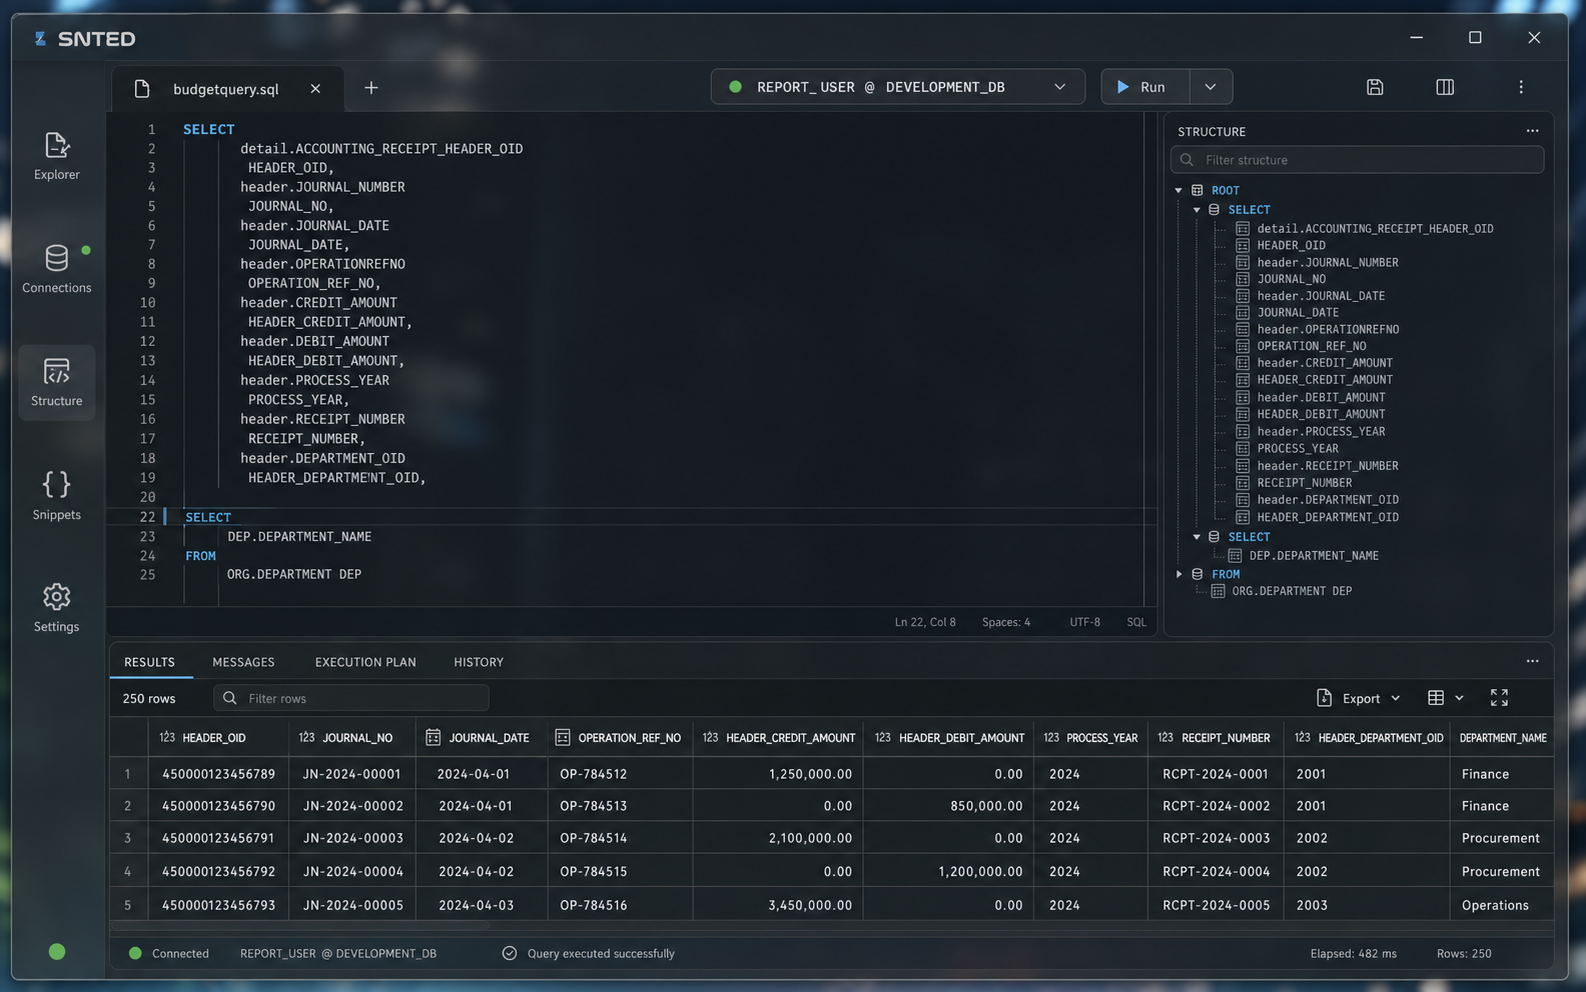 SNTED
budgetquery.sql
REPORT_USER @ DEVELOPMENT_DB
Run
Explorer
Connections
Structure
Snippets
Settings
1 SELECT
2 detail.ACCOUNTING_RECEIPT_HEADER_OID
3 HEADER_OID,
4 header.JOURNAL_NUMBER
5 JOURNAL_NO,
6 header.JOURNAL_DATE
7 JOURNAL_DATE,
8 header.OPERATIONREFNO
9 OPERATION_REF_NO,
10 header.CREDIT_AMOUNT
11 HEADER_CREDIT_AMOUNT,
12 header.DEBIT_AMOUNT
13 HEADER_DEBIT_AMOUNT,
14 header.PROCESS_YEAR
15 PROCESS_YEAR,
16 header.RECEIPT_NUMBER
17 RECEIPT_NUMBER,
18 header.DEPARTMENT_OID
19 HEADER_DEPARTMENT_OID,
20
22 SELECT
23 DEP.DEPARTMENT_NAME
24 FROM
25 ORG.DEPARTMENT DEP
Ln 22, Col 8 Spaces: 4 UTF-8 SQL
STRUCTURE
Filter structure
ROOT
SELECT
detail.ACCOUNTING_RECEIPT_HEADER_OID
HEADER_OID
header.JOURNAL_NUMBER
JOURNAL_NO
header.JOURNAL_DATE
JOURNAL_DATE
header.OPERATIONREFNO
OPERATION_REF_NO
header.CREDIT_AMOUNT
HEADER_CREDIT_AMOUNT
header.DEBIT_AMOUNT
HEADER_DEBIT_AMOUNT
header.PROCESS_YEAR
PROCESS_YEAR
header.RECEIPT_NUMBER
RECEIPT_NUMBER
header.DEPARTMENT_OID
HEADER_DEPARTMENT_OID
SELECT
DEP.DEPARTMENT_NAME
FROM
ORG.DEPARTMENT DEP
RESULTS MESSAGES EXECUTION PLAN HISTORY
250 rows Filter rows Export
123 HEADER_OID 123 JOURNAL_NO JOURNAL_DATE OPERATION_REF_NO 123 HEADER_CREDIT_AMOUNT 123 HEADER_DEBIT_AMOUNT 123 PROCESS_YEAR 123 RECEIPT_NUMBER 123 HEADER_DEPARTMENT_OID DEPARTMENT_NAME
1 450000123456789 JN-2024-00001 2024-04-01 OP-784512 1,250,000.00 0.00 2024 RCPT-2024-0001 2001 Finance
2 450000123456790 JN-2024-00002 2024-04-01 OP-784513 0.00 850,000.00 2024 RCPT-2024-0002 2001 Finance
3 450000123456791 JN-2024-00003 2024-04-02 OP-784514 2,100,000.00 0.00 2024 RCPT-2024-0003 2002 Procurement
4 450000123456792 JN-2024-00004 2024-04-02 OP-784515 0.00 1,200,000.00 2024 RCPT-2024-0004 2002 Procurement
5 450000123456793 JN-2024-00005 2024-04-03 OP-784516 3,450,000.00 0.00 2024 RCPT-2024-0005 2003 Operations
Connected REPORT_USER @ DEVELOPMENT_DB Query executed successfully Elapsed: 482 ms Rows: 250